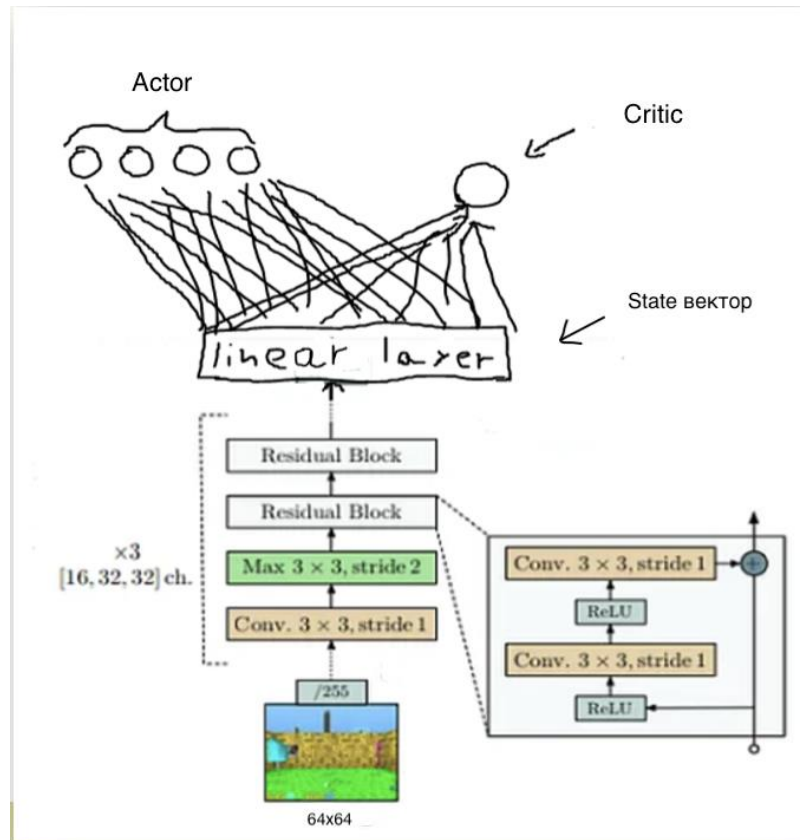 Actor
Critic
State вектор
linear layer
Residual Block
Residual Block
×3
[16, 32, 32] ch.
Max 3 × 3, stride 2
Conv. 3 × 3, stride 1
/255
64x64
Conv. 3 × 3, stride 1
ReLU
Conv. 3 × 3, stride 1
ReLU